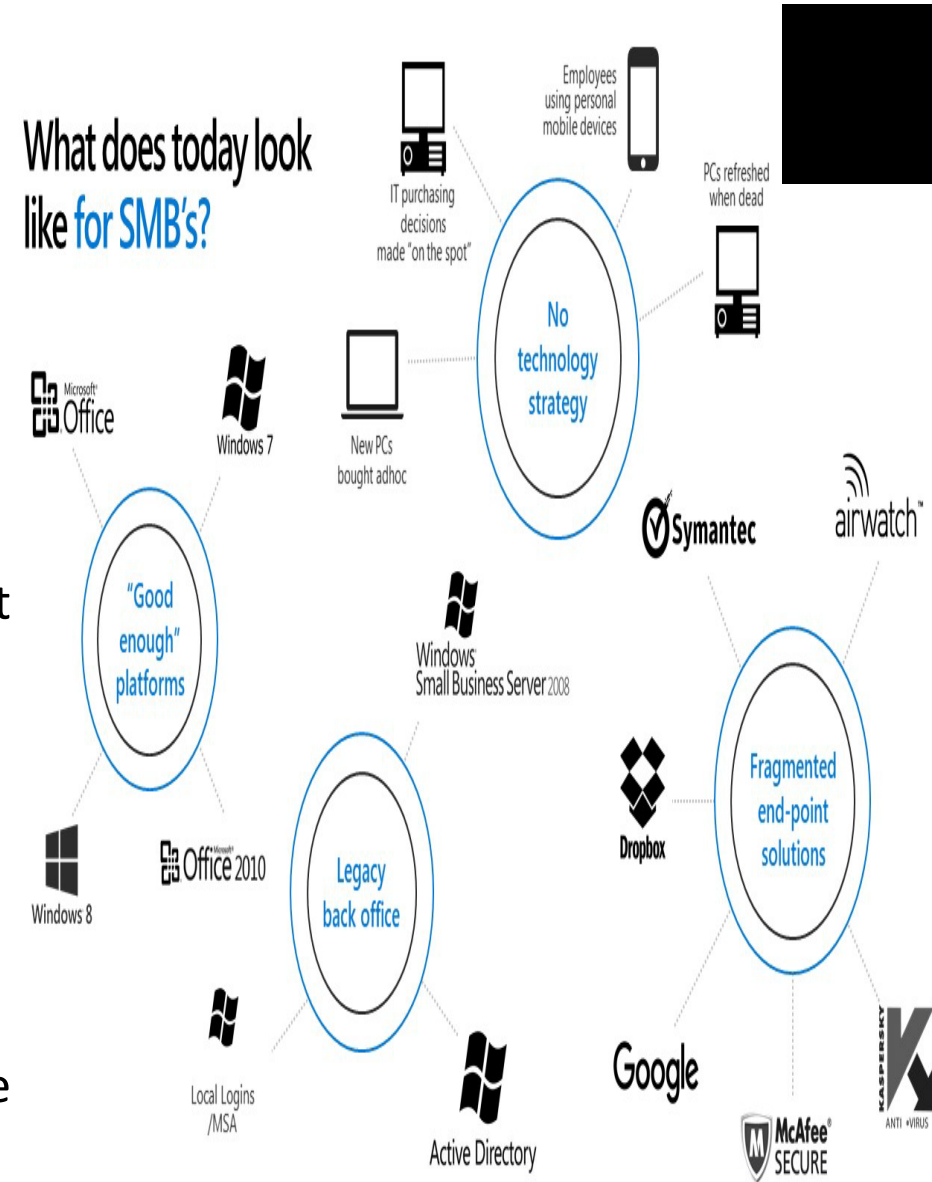 What does today look
like for SMB's?
IT purchasing
decisions
made "on the spot"
Employees
using personal
mobile devices
PCs refreshed
when dead
New PCs
bought adhoc
No
technology
strategy
Microsoft®
Office
Windows 7
"Good
enough"
platforms
Windows 8
Microsoft®
Office 2010
t
e
Windows
Small Business Server 2008
Legacy
back office
Local Logins
/MSA
Active Directory
Symantec
airwatch™
Fragmented
end-point
solutions
Dropbox
Google
McAfee®
SECURE
KASPERSKY
ANTI •VIRUS